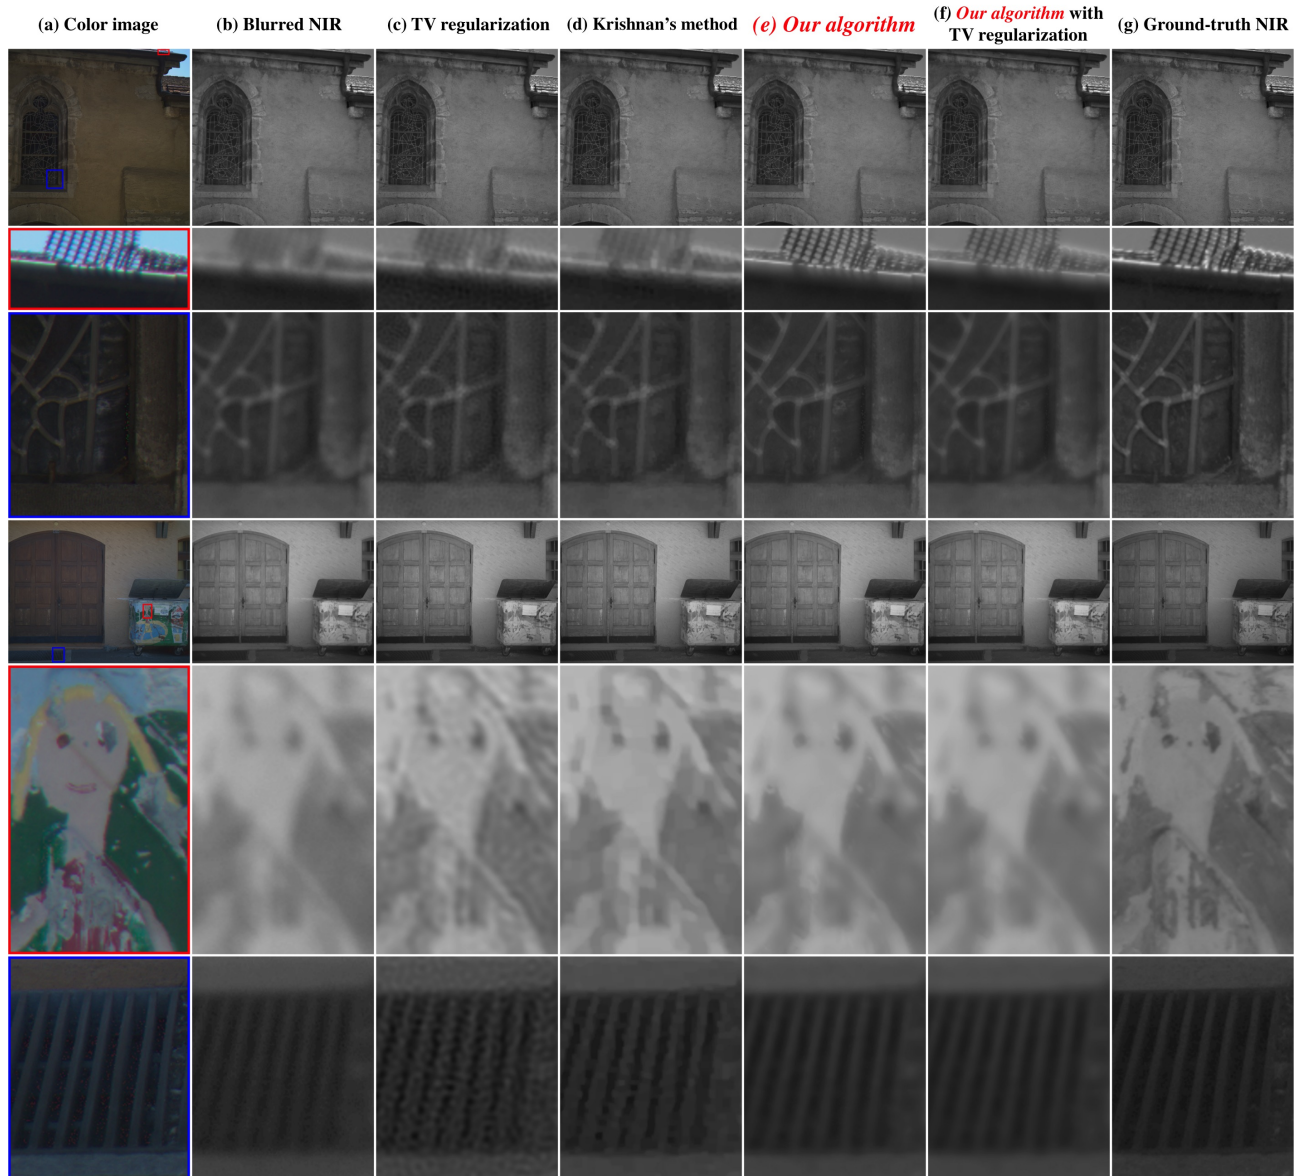 (a) Color image
(b) Blurred NIR
(c) TV regularization
(d) Krishnan's method
(e) Our algorithm
(f) Our algorithm with
TV regularization
(g) Ground-truth NIR